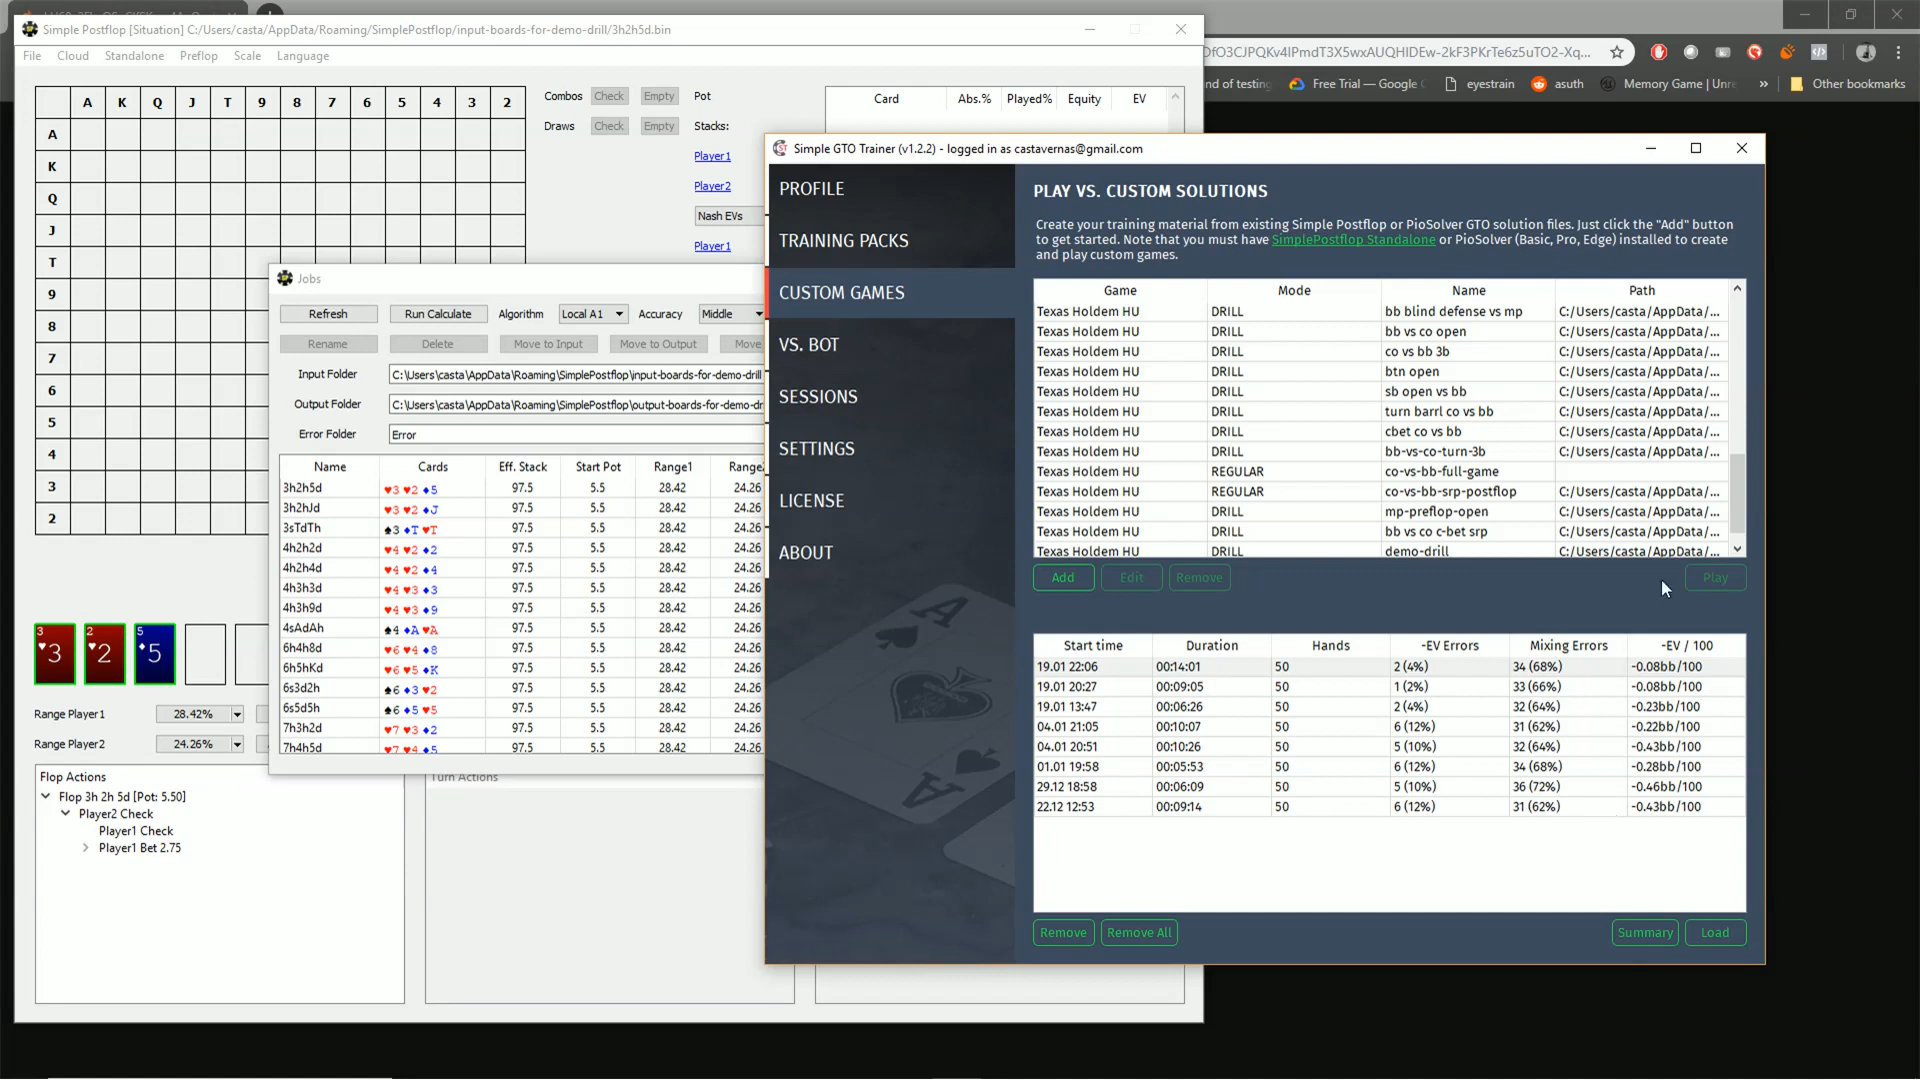 Simple Postflop [Situation] C:/Users/casta/AppData/Roaming/SimplePostflop/input-boards-for-demo-drill/3h2h5d.bin
File Cloud Standalone Preflop Scale Language
DfO3CJPQKv4IPmdT3X5wxAUQHIDEw-2kF3PKrTe6z5uTO2-Xq...
nd of testing Free Trial — Google C eyestrain asuth Memory Game | Unre » Other bookmarks
A K Q J T 9 8 7 6 5 4 3 2
A
K
Q
J
T
9
8
7
6
5
4
3
2
Combos Check Empty Pot
Draws Check Empty Stacks:
Player1
Player2
Nash EVs
Player1
Card Abs.% Played% Equity EV
Jobs
Refresh Run Calculate Algorithm Local A1 Accuracy Middle
Rename Delete Move to Input Move to Output Move
Input Folder C:\Users\casta\AppData\Roaming\SimplePostflop\input-boards-for-demo-drill
Output Folder C:\Users\casta\AppData\Roaming\SimplePostflop\output-boards-for-demo-dr
Error Folder Error
Name Cards Eff. Stack Start Pot Range1 Range
3h2h5d ♥3 ♥2 ♦5 97.5 5.5 28.42 24.26
3h2hJd ♥3 ♥2 ♦J 97.5 5.5 28.42 24.26
3sTdTh ♠3 ♦T ♥T 97.5 5.5 28.42 24.26
4h2h2d ♥4 ♥2 ♦2 97.5 5.5 28.42 24.26
4h2h4d ♥4 ♥2 ♦4 97.5 5.5 28.42 24.26
4h3h3d ♥4 ♥3 ♦3 97.5 5.5 28.42 24.26
4h3h9d ♥4 ♥3 ♦9 97.5 5.5 28.42 24.26
4sAdAh ♠4 ♦A ♥A 97.5 5.5 28.42 24.26
6h4h8d ♥6 ♥4 ♦8 97.5 5.5 28.42 24.26
6h5hKd ♥6 ♥5 ♦K 97.5 5.5 28.42 24.26
6s3d2h ♠6 ♦3 ♥2 97.5 5.5 28.42 24.26
6s5d5h ♠6 ♦5 ♥5 97.5 5.5 28.42 24.26
7h3h2d ♥7 ♥3 ♦2 97.5 5.5 28.42 24.26
7h4h5d ♥7 ♥4 ♦5 97.5 5.5 28.42 24.26
3 ♥3 2 ♥2 5 ♦5
Range Player1 28.42%
Range Player2 24.26%
Flop Actions
Flop 3h 2h 5d [Pot: 5.50]
Player2 Check
Player1 Check
Player1 Bet 2.75
Turn Actions
Simple GTO Trainer (v1.2.2) - logged in as castavernas@gmail.com
PROFILE
TRAINING PACKS
CUSTOM GAMES
VS. BOT
SESSIONS
SETTINGS
LICENSE
ABOUT
PLAY VS. CUSTOM SOLUTIONS
Create your training material from existing Simple Postflop or PioSolver GTO solution files. Just click the "Add" button
to get started. Note that you must have SimplePostflop Standalone or PioSolver (Basic, Pro, Edge) installed to create
and play custom games.
Game Mode Name Path
Texas Holdem HU DRILL bb blind defense vs mp C:/Users/casta/AppData/...
Texas Holdem HU DRILL bb vs co open C:/Users/casta/AppData/...
Texas Holdem HU DRILL co vs bb 3b C:/Users/casta/AppData/...
Texas Holdem HU DRILL btn open C:/Users/casta/AppData/...
Texas Holdem HU DRILL sb open vs bb C:/Users/casta/AppData/...
Texas Holdem HU DRILL turn barrl co vs bb C:/Users/casta/AppData/...
Texas Holdem HU DRILL cbet co vs bb C:/Users/casta/AppData/...
Texas Holdem HU DRILL bb-vs-co-turn-3b C:/Users/casta/AppData/...
Texas Holdem HU REGULAR co-vs-bb-full-game
Texas Holdem HU REGULAR co-vs-bb-srp-postflop C:/Users/casta/AppData/...
Texas Holdem HU DRILL mp-preflop-open C:/Users/casta/AppData/...
Texas Holdem HU DRILL bb vs co c-bet srp C:/Users/casta/AppData/...
Texas Holdem HU DRILL demo-drill C:/Users/casta/AppData/...
Add Edit Remove Play
Start time Duration Hands -EV Errors Mixing Errors -EV / 100
19.01 22:06 00:14:01 50 2 (4%) 34 (68%) -0.08bb/100
19.01 20:27 00:09:05 50 1 (2%) 33 (66%) -0.08bb/100
19.01 13:47 00:06:26 50 2 (4%) 32 (64%) -0.23bb/100
04.01 21:05 00:10:07 50 6 (12%) 31 (62%) -0.22bb/100
04.01 20:51 00:10:26 50 5 (10%) 32 (64%) -0.43bb/100
01.01 19:58 00:05:53 50 6 (12%) 34 (68%) -0.28bb/100
29.12 18:58 00:06:09 50 5 (10%) 36 (72%) -0.46bb/100
22.12 12:53 00:09:14 50 6 (12%) 31 (62%) -0.43bb/100
Remove Remove All Summary Load